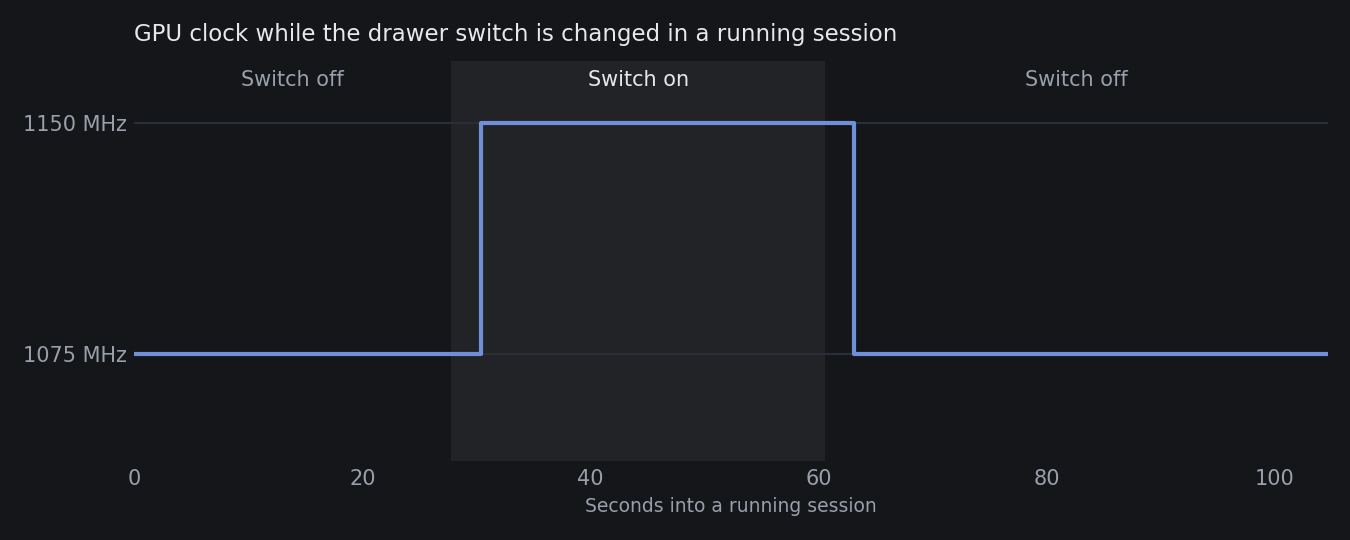 GPU clock while the drawer switch is changed in a running session
Switch off
Switch on
Switch off
1150 MHz
1075 MHz
0
20
40
60
80
100
Seconds into a running session